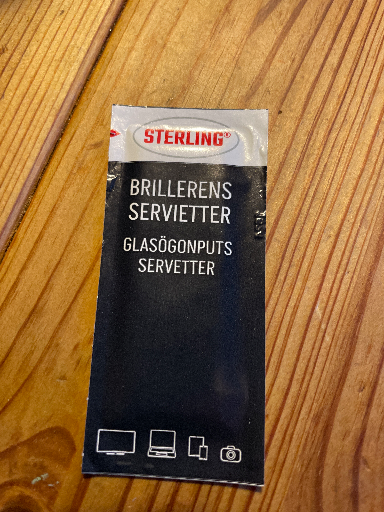 STERLING®
BRILLERENS
SERVIETTER
GLASÖGONPUTS
SERVETTER